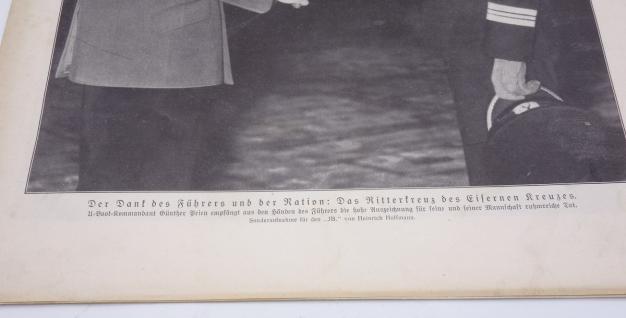 Der Dank des Führers und der Nation: Das Ritterkreuz des Eisernen Kreuzes.
U-Boot-Kommandant Günther Prien empfängt aus den Händen des Führers die hohe Auszeichnung für seine und seiner Mannschaft ruhmreiche Tat.
Sonderaufnahme für den „JB.“ von Heinrich Hoffmann.